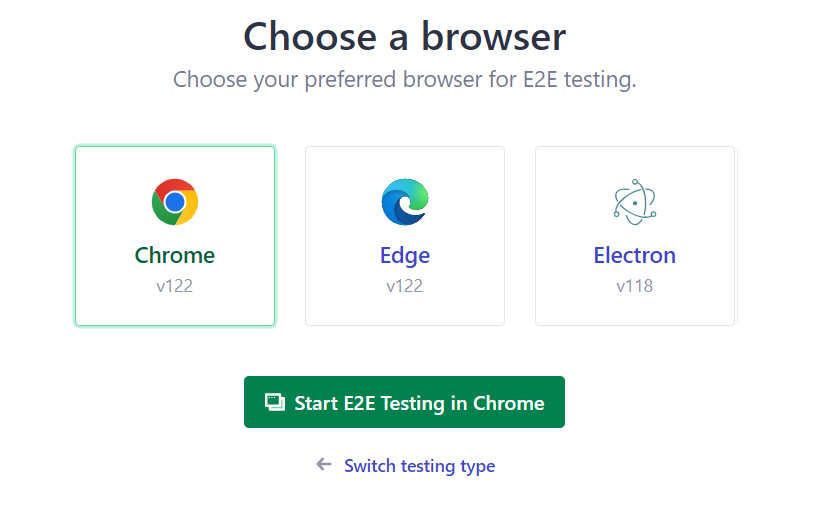 Choose a browser
Choose your preferred browser for E2E testing.
Chrome
v122
Edge
v122
Electron
v118
Start E2E Testing in Chrome
Switch testing type